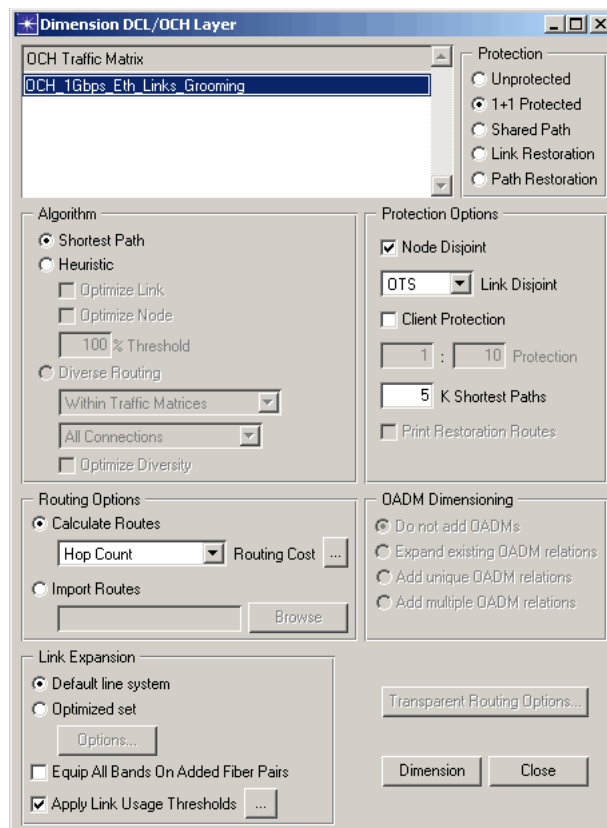 Dimension DCL/OCH Layer
OCH Traffic Matrix
OCH_1Gbps_Eth_Links_Grooming
Protection
Unprotected
1+1 Protected
Shared Path
Link Restoration
Path Restoration
Algorithm
Shortest Path
Heuristic
Optimize Link
Optimize Node
100 % Threshold
Diverse Routing
Within Traffic Matrices
All Connections
Optimize Diversity
Protection Options
Node Disjoint
OTS Link Disjoint
Client Protection
1 : 10 Protection
5 K Shortest Paths
Print Restoration Routes
Routing Options
Calculate Routes
Hop Count Routing Cost ...
Import Routes
Browse
OADM Dimensioning
Do not add OADMs
Expand existing OADM relations
Add unique OADM relations
Add multiple OADM relations
Link Expansion
Default line system
Optimized set
Options...
Equip All Bands On Added Fiber Pairs
Apply Link Usage Thresholds ...
Transparent Routing Options...
Dimension Close